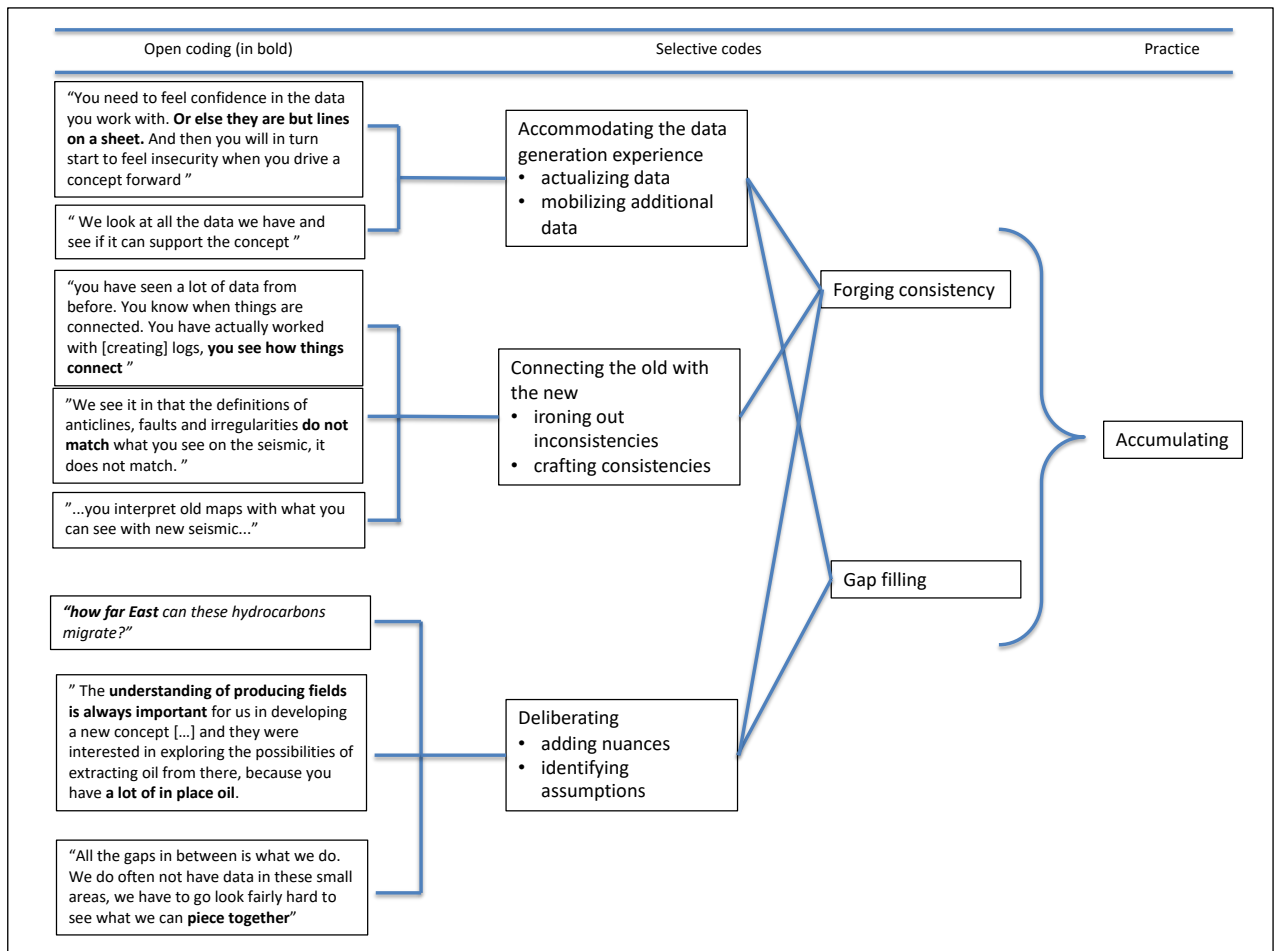 Open coding (in bold)
Selective codes
Practice
“You need to feel confidence in the data
you work with. Or else they are but lines
on a sheet. And then you will in turn
start to feel insecurity when you drive a
concept forward ”
“ We look at all the data we have and
see if it can support the concept ”
“you have seen a lot of data from
before. You know when things are
connected. You have actually worked
with [creating] logs, you see how things
connect ”
”We see it in that the definitions of
anticlines, faults and irregularities do not
match what you see on the seismic, it
does not match. ”
”...you interpret old maps with what you
can see with new seismic...”
“how far East can these hydrocarbons
migrate?”
” The understanding of producing fields
is always important for us in developing
a new concept […] and they were
interested in exploring the possibilities of
extracting oil from there, because you
have a lot of in place oil.
“All the gaps in between is what we do.
We do often not have data in these small
areas, we have to go look fairly hard to
see what we can piece together”
Accommodating the data
generation experience
• actualizing data
• mobilizing additional
data
Connecting the old with
the new
• ironing out
inconsistencies
• crafting consistencies
Deliberating
• adding nuances
• identifying
assumptions
Forging consistency
Gap filling
Accumulating